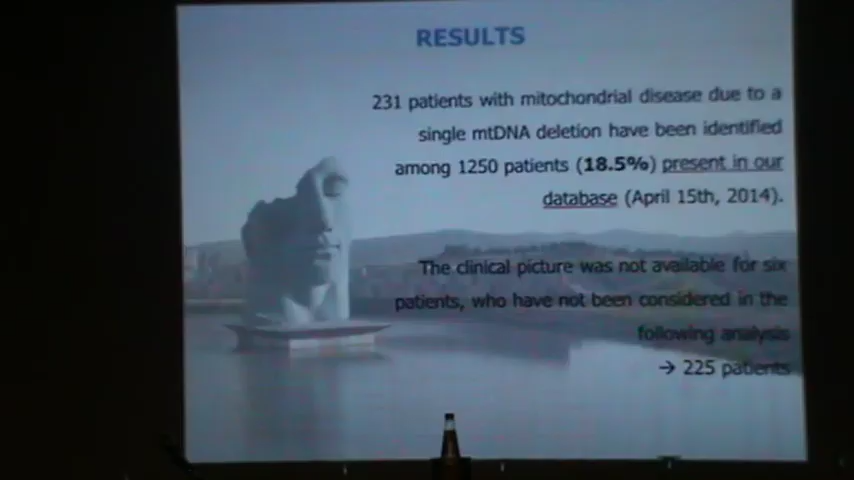 RESULTS
231 patients with mitochondrial disease due to a
single mtDNA deletion have been identified
among 1250 patients (18.5%) present in our
database (April 15th, 2014).
The clinical picture was not available for six
patients, who have not been considered in the
following analysis
→ 225 patients